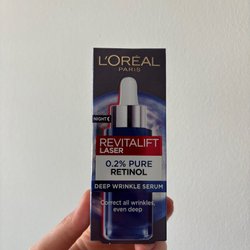 L'ORÉAL
PARIS
NIGHT
REVITALIFT
LASER
0.2% PURE
RETINOL
DEEP WRINKLE SERUM
Correct all wrinkles,
even deep